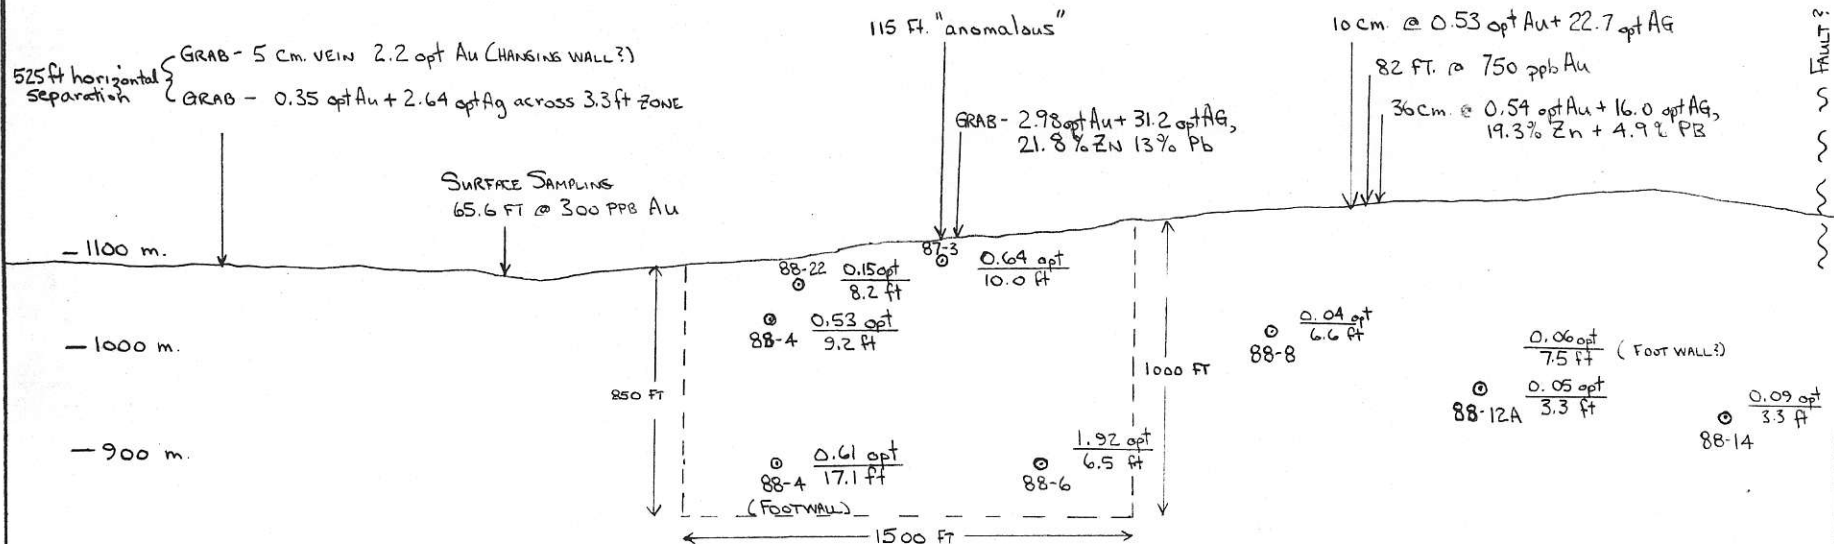 115 Ft. "anomalous"
10 cm. @ 0.53 opt Au + 22.7 opt AG
FAULT?
GRAB - 5 cm. VEIN 2.2 opt Au (HANGING WALL?)
525 ft horizontal
separation
GRAB - 0.35 opt Au + 2.64 opt Ag across 3.3 ft ZONE
82 FT. @ 750 ppb Au
36 cm. @ 0.54 opt Au + 16.0 opt AG,
19.3% Zn + 4.9% PB
GRAB - 2.98 opt Au + 31.2 opt AG,
21.8% ZN 13% Pb
SURFACE SAMPLING
65.6 FT @ 300 PPB Au
- 1100 m.
87-3
0.64 opt
10.0 ft
88-22
0.15 opt
8.2 ft
88-4
0.53 opt
9.2 ft
- 1000 m.
88-8
0.04 opt
6.6 ft
0.06 opt
7.5 ft
(FOOT WALL?)
850 FT
1000 FT
88-12A
0.05 opt
3.3 ft
88-14
0.09 opt
3.3 ft
- 900 m.
88-4
0.61 opt
17.1 ft
(FOOTWALL)
88-6
1.92 opt
6.5 ft
1500 FT